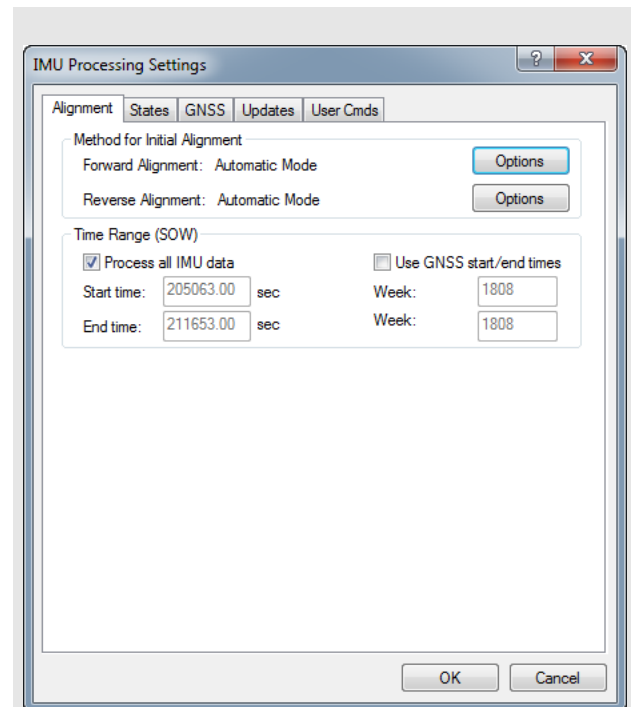 IMU Processing Settings
?
X
Alignment States GNSS Updates User Cmds
Method for Initial Alignment
Forward Alignment: Automatic Mode Options
Reverse Alignment: Automatic Mode Options
Time Range (SOW)
Process all IMU data Use GNSS start/end times
Start time: 205063.00 sec Week: 1808
End time: 211653.00 sec Week: 1808
OK Cancel